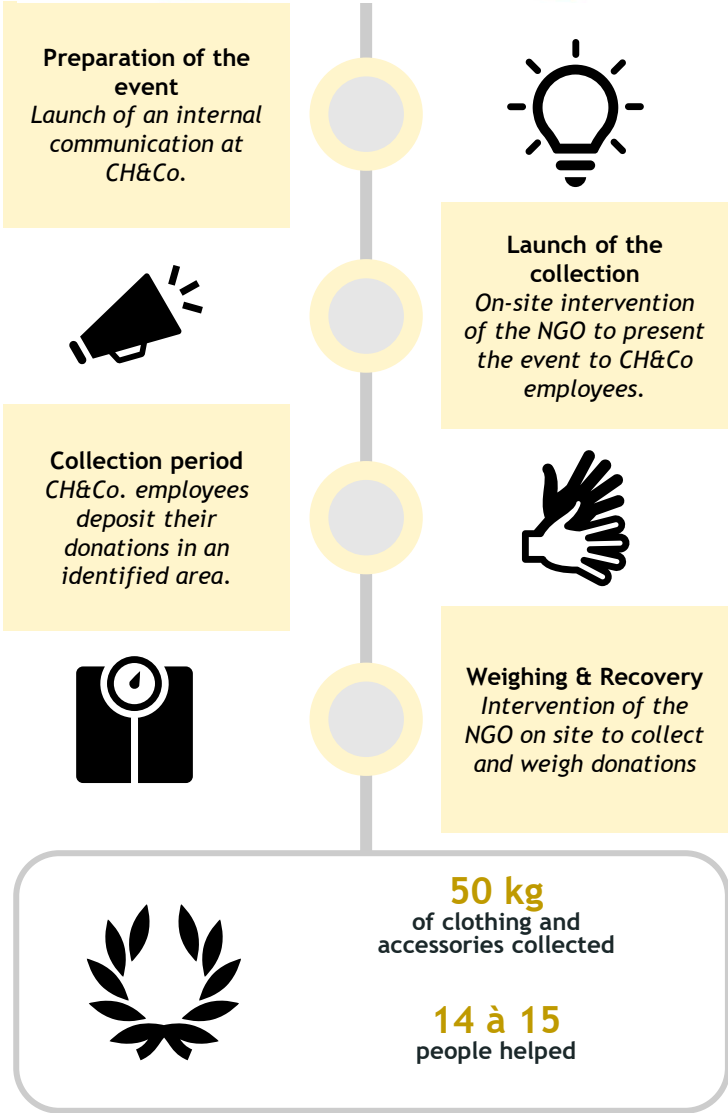 Preparation of the
event
Launch of an internal
communication at
CH&Co.
Launch of the
collection
On-site intervention
of the NGO to present
the event to CH&Co
employees.
Collection period
CH&Co. employees
deposit their
donations in an
identified area.
Weighing & Recovery
Intervention of the
NGO on site to collect
and weigh donations
50 kg
of clothing and
accessories collected
14 à 15
people helped